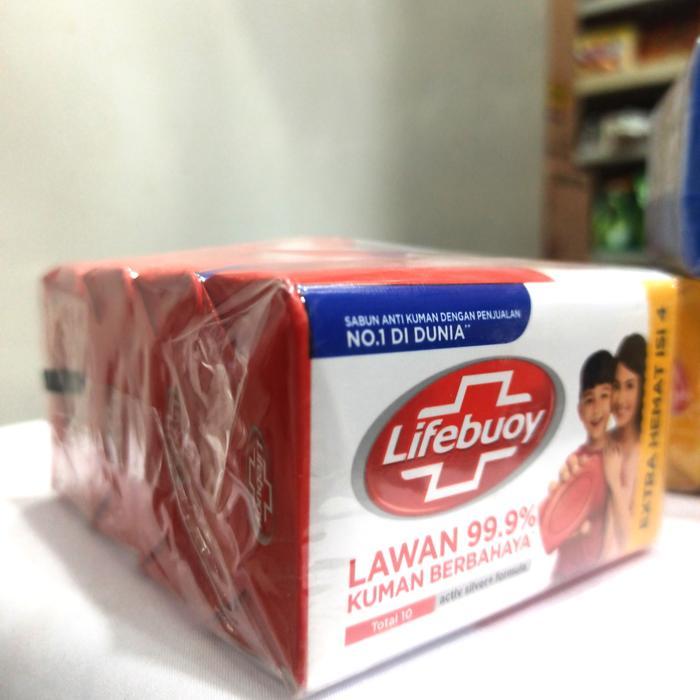 SABUN ANTI KUMAN DENGAN PENJUALAN
NO.1 DI DUNIA**
Lifebuoy
LAWAN 99.9%
KUMAN BERBAHAYA
Total 10
activ silver+ formula
EXTRA HEMAT ISI 4
Lifebuoy